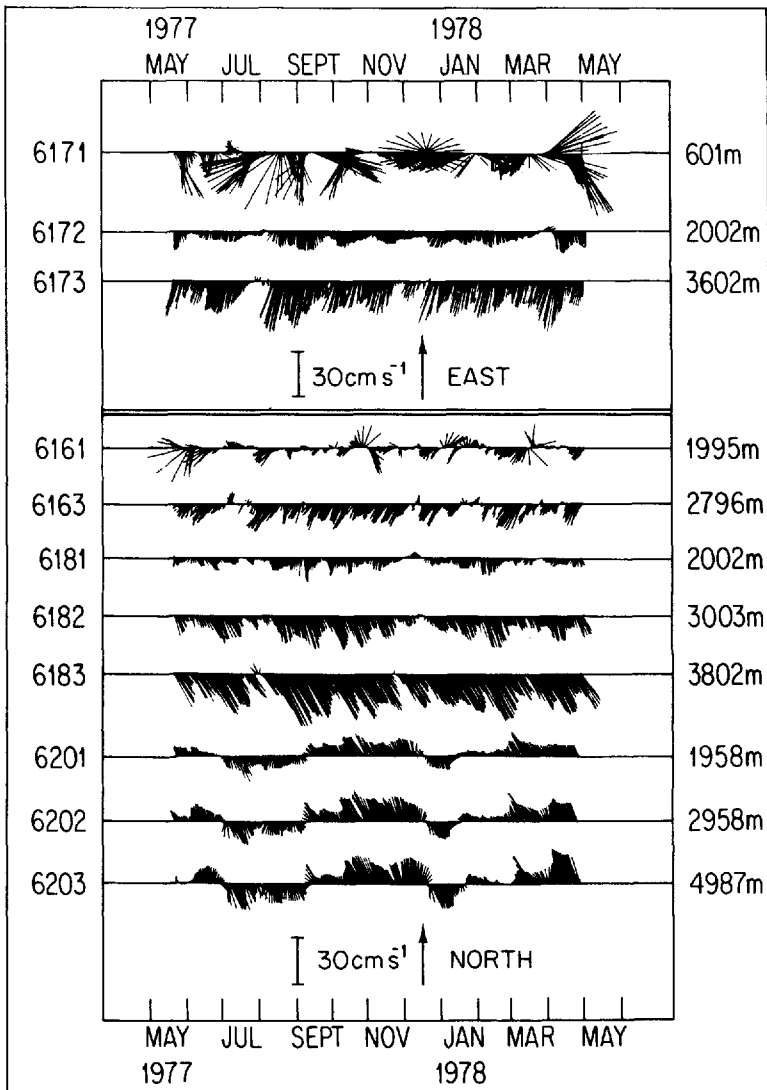 1977 1978
MAY JUL SEPT NOV JAN MAR MAY
6171 601m
6172 2002m
6173 3602m
30cm s⁻¹ EAST
6161 1995m
6163 2796m
6181 2002m
6182 3003m
6183 3802m
6201 1958m
6202 2958m
6203 4987m
30cm s⁻¹ NORTH
MAY JUL SEPT NOV JAN MAR MAY
1977 1978